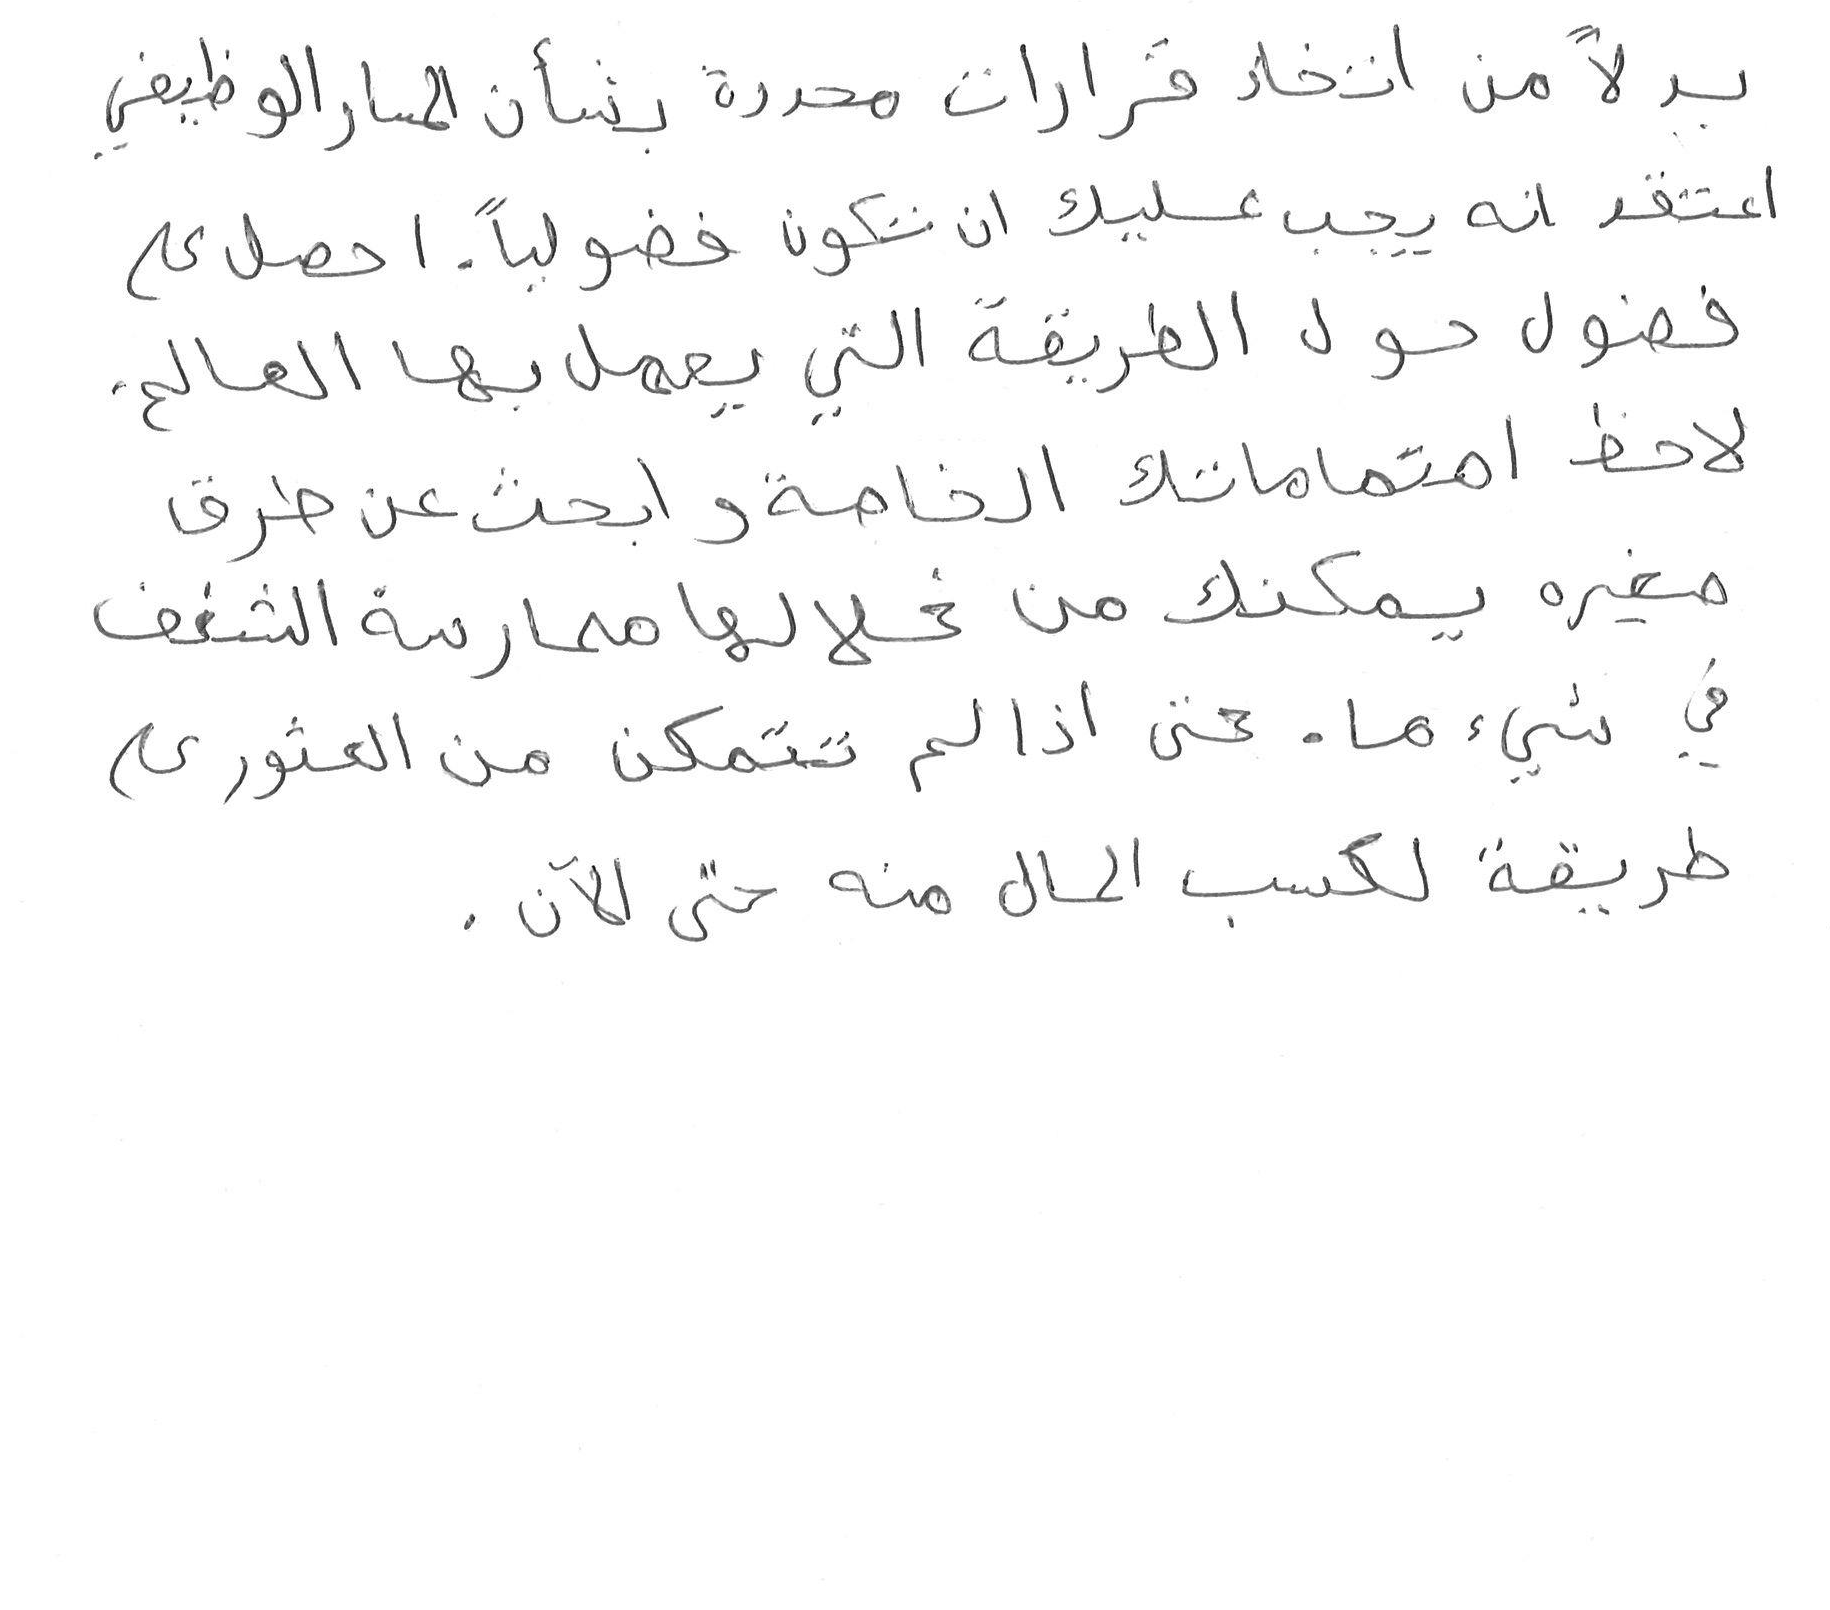 بدلاً من اتخاذ قرارات محددة بشأن المسار الوظيفي
اعتقد انه يجب عليك ان تكون فضولياً. احصل على
فضول حول الطريقة التي يعمل بها العالم.
لاحظ اهتماماتك الخاصة و ابحث عن طرق
صغيره يمكنك من خلالها ممارسة الشغف
في شيء ما. حتى اذا لم تتمكن من العثور على
طريقة لكسب المال منه حتى الآن .